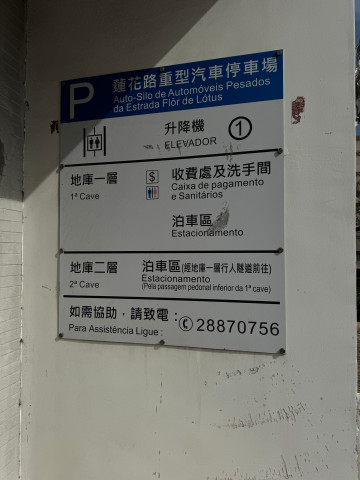 P
蓮花路重型汽車停車場
Auto-Silo de Automóveis Pesados
da Estrada Flôr de Lótus
升降機
ELEVADOR
1
地庫一層
1ª Cave
$ 收費處及洗手間
Caixa de pagamento
e Sanitários
泊車區
Estacionamento
地庫二層
2ª Cave
泊車區(經地庫一層行人隧道前往)
Estacionamento
(Pela passagem pedonal inferior da 1ª cave)
如需協助，請致電：
Para Assistência Ligue :
28870756